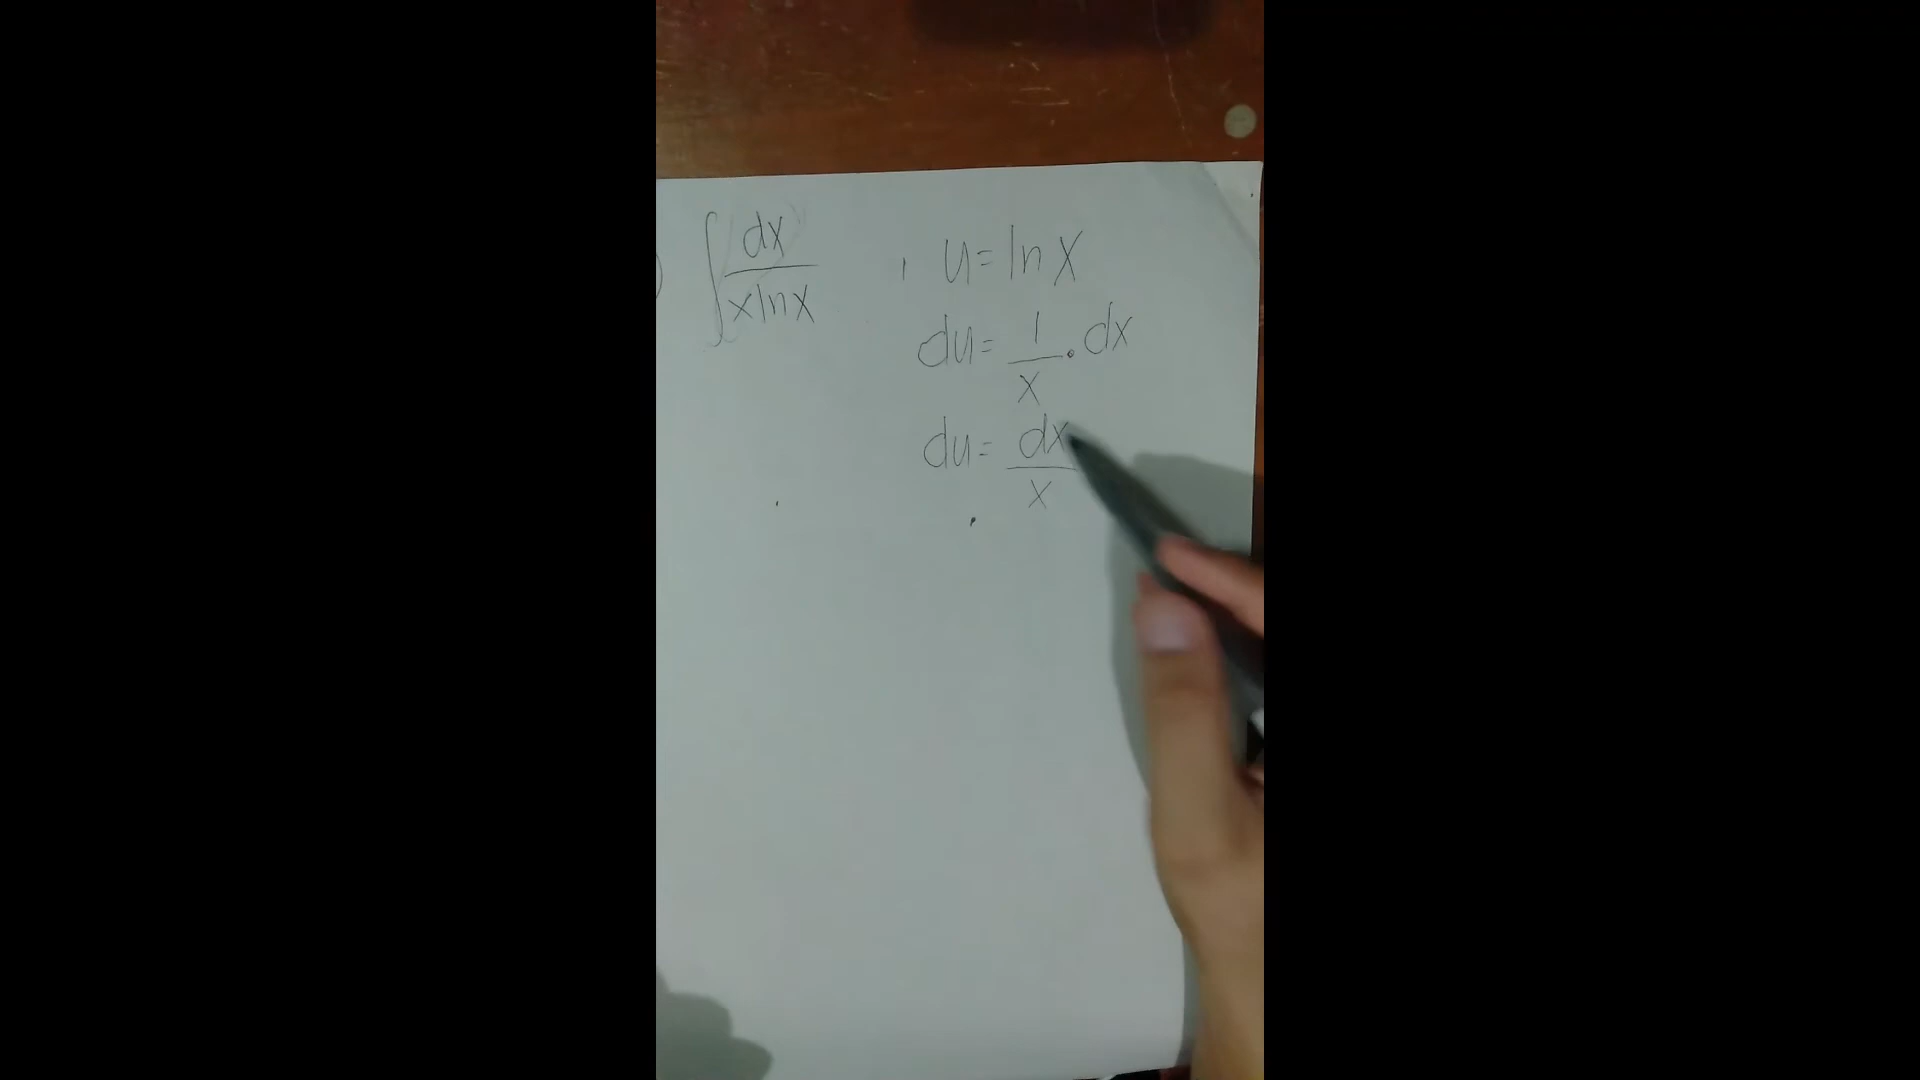 ) ∫ dx / x ln x , u = ln x
du = 1/x · dx
du = dx/x